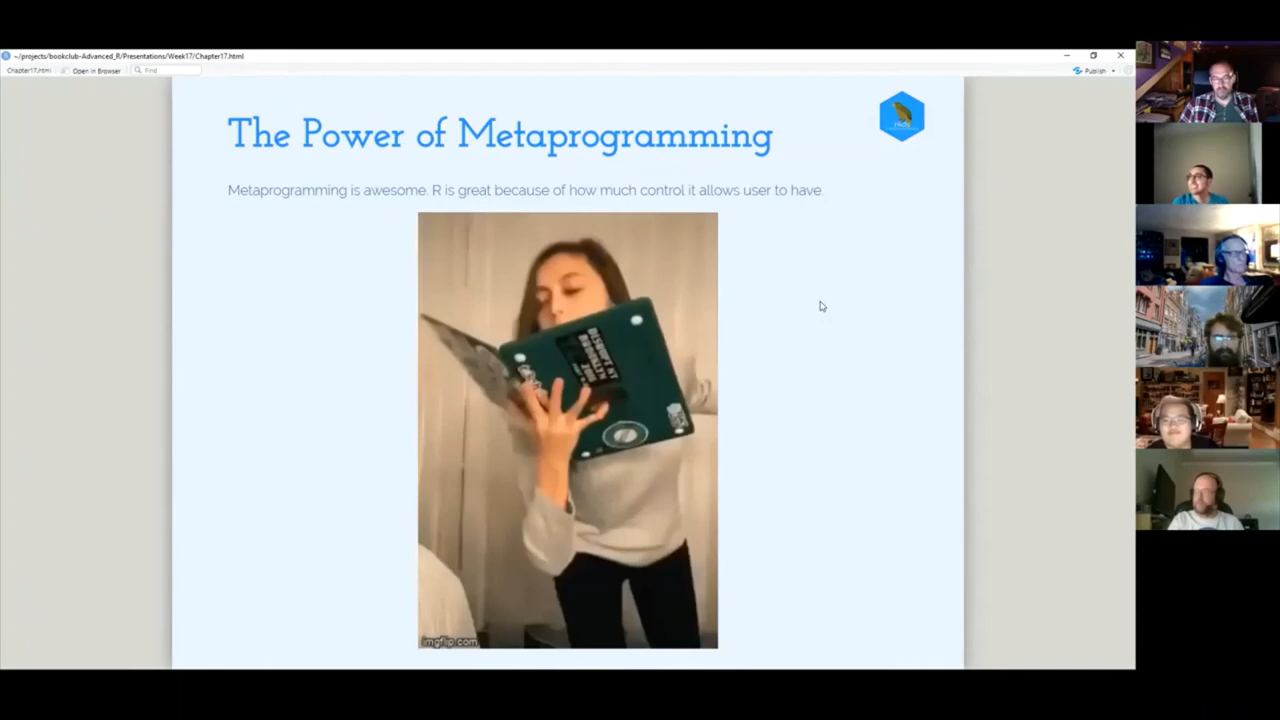 ~/projects/bookclub-Advanced_R/Presentations/Week17/Chapter17.html
Chapter17.html
Open in Browser
Find
Publish
The Power of Metaprogramming
r4ds
Metaprogramming is awesome. R is great because of how much control it allows user to have.
imgflip.com